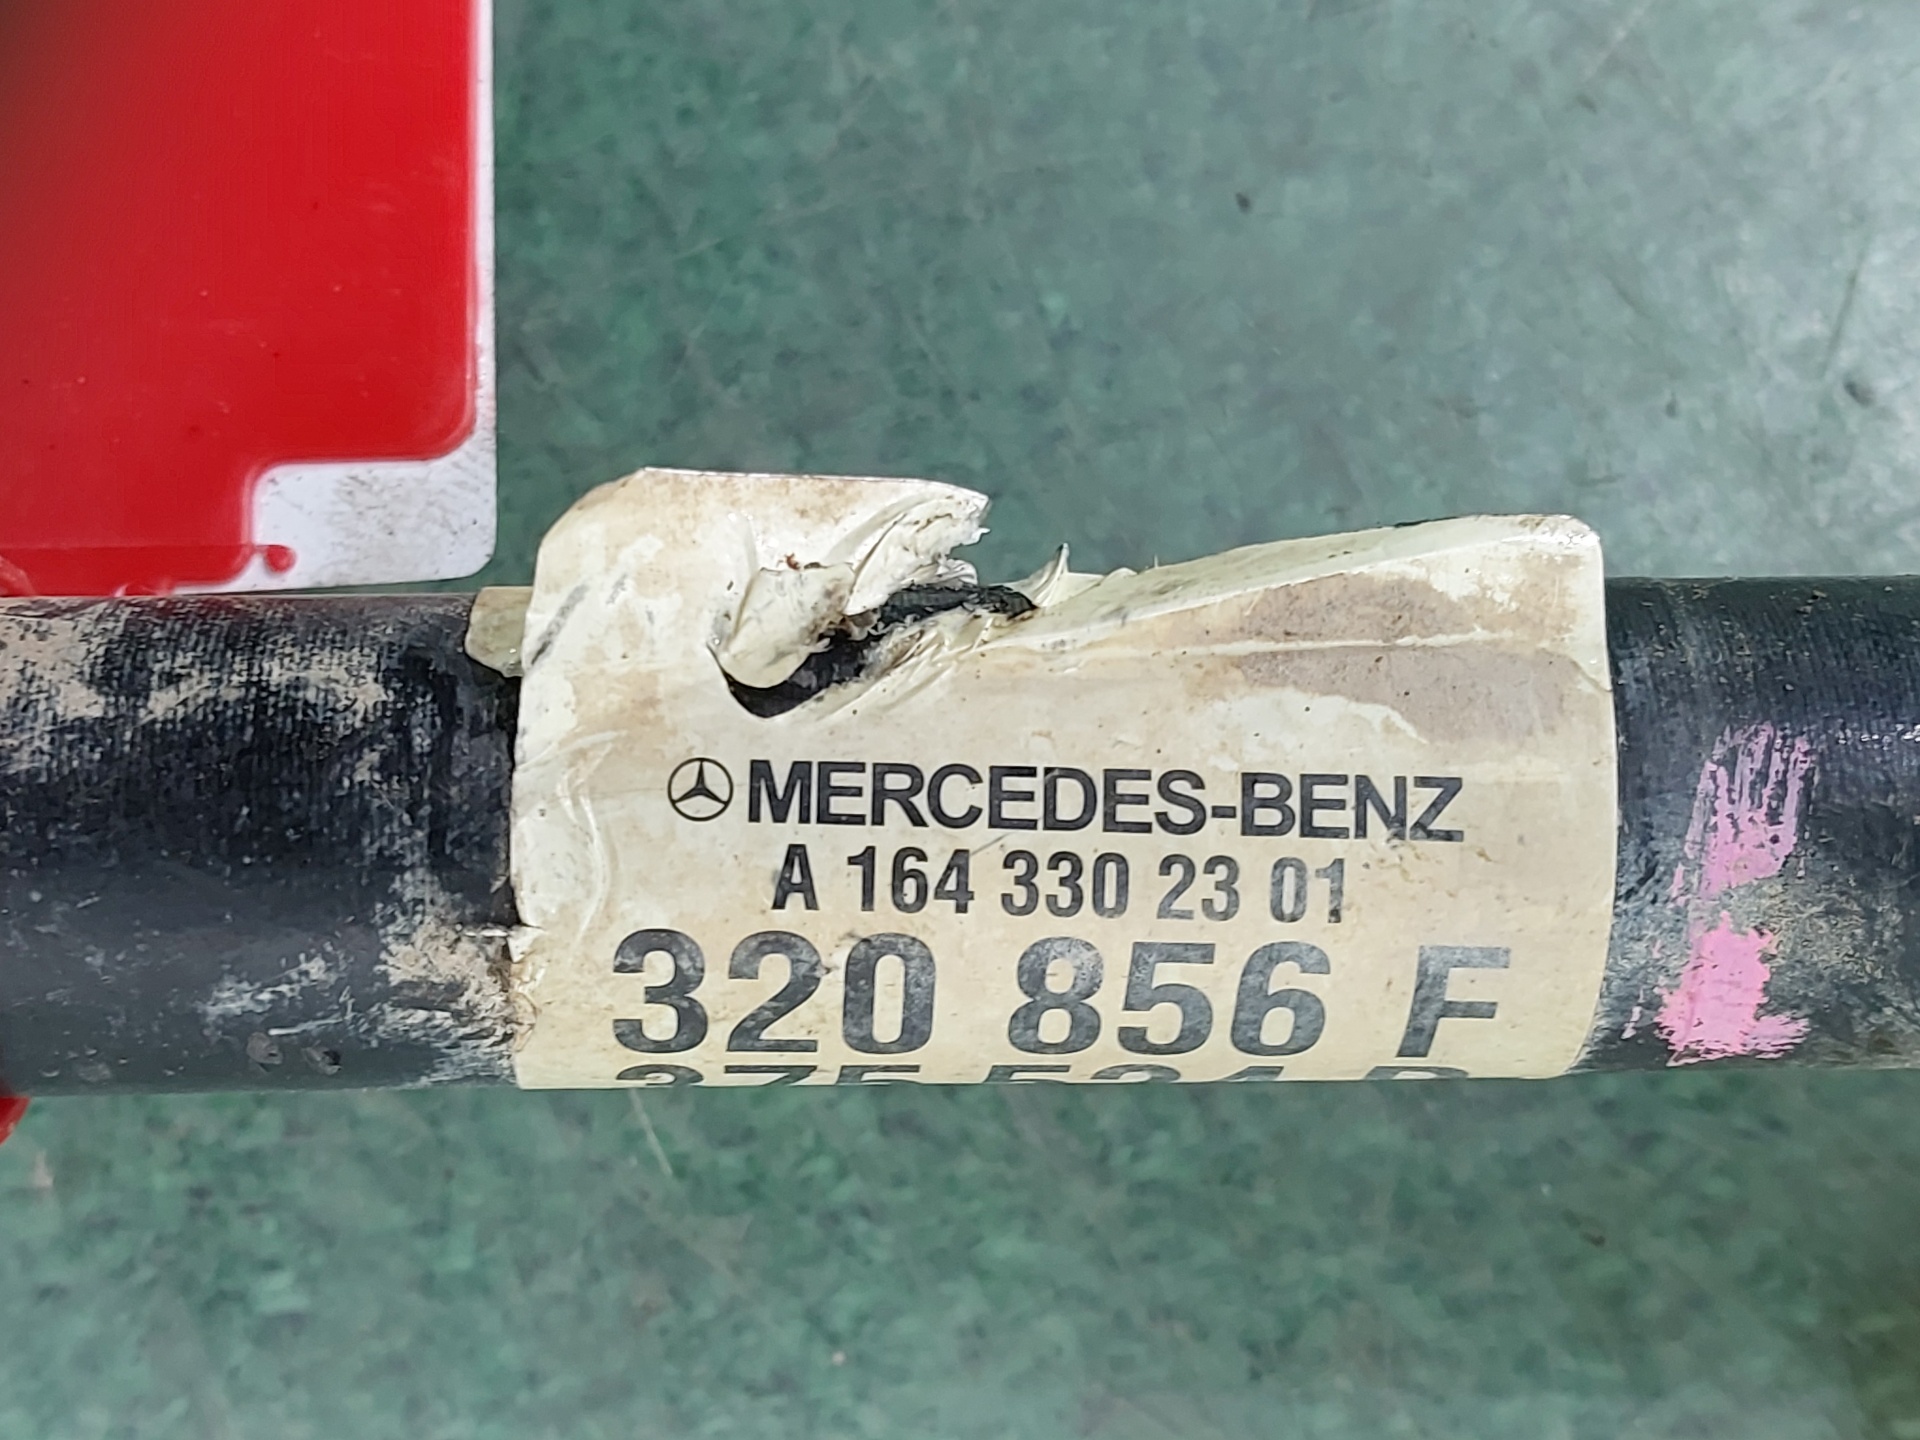 MERCEDES-BENZ
A 164 330 23 01
320 856 F